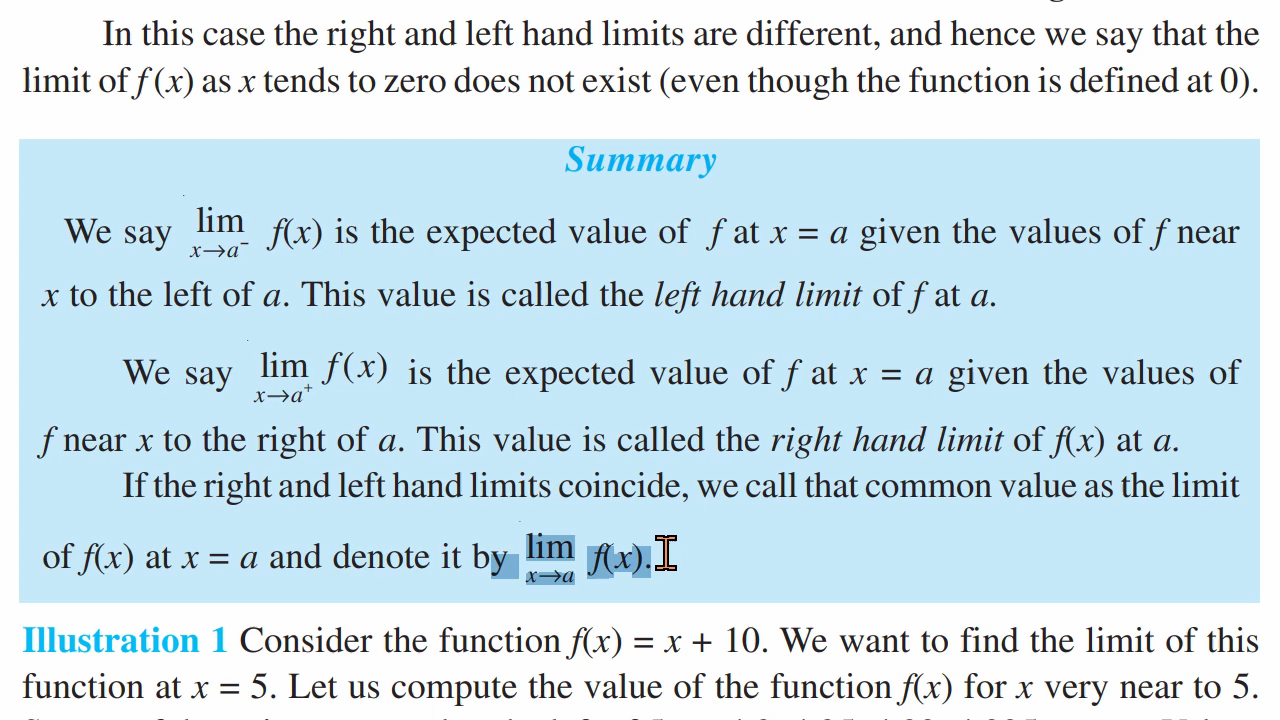 In this case the right and left hand limits are different, and hence we say that the
limit of f (x) as x tends to zero does not exist (even though the function is defined at 0).
Summary
We say lim x→a⁻ f(x) is the expected value of f at x = a given the values of f near
x to the left of a. This value is called the left hand limit of f at a.
We say lim x→a⁺ f(x) is the expected value of f at x = a given the values of
f near x to the right of a. This value is called the right hand limit of f(x) at a.
If the right and left hand limits coincide, we call that common value as the limit
of f(x) at x = a and denote it by lim x→a f(x).
Illustration 1 Consider the function f(x) = x + 10. We want to find the limit of this
function at x = 5. Let us compute the value of the function f(x) for x very near to 5.